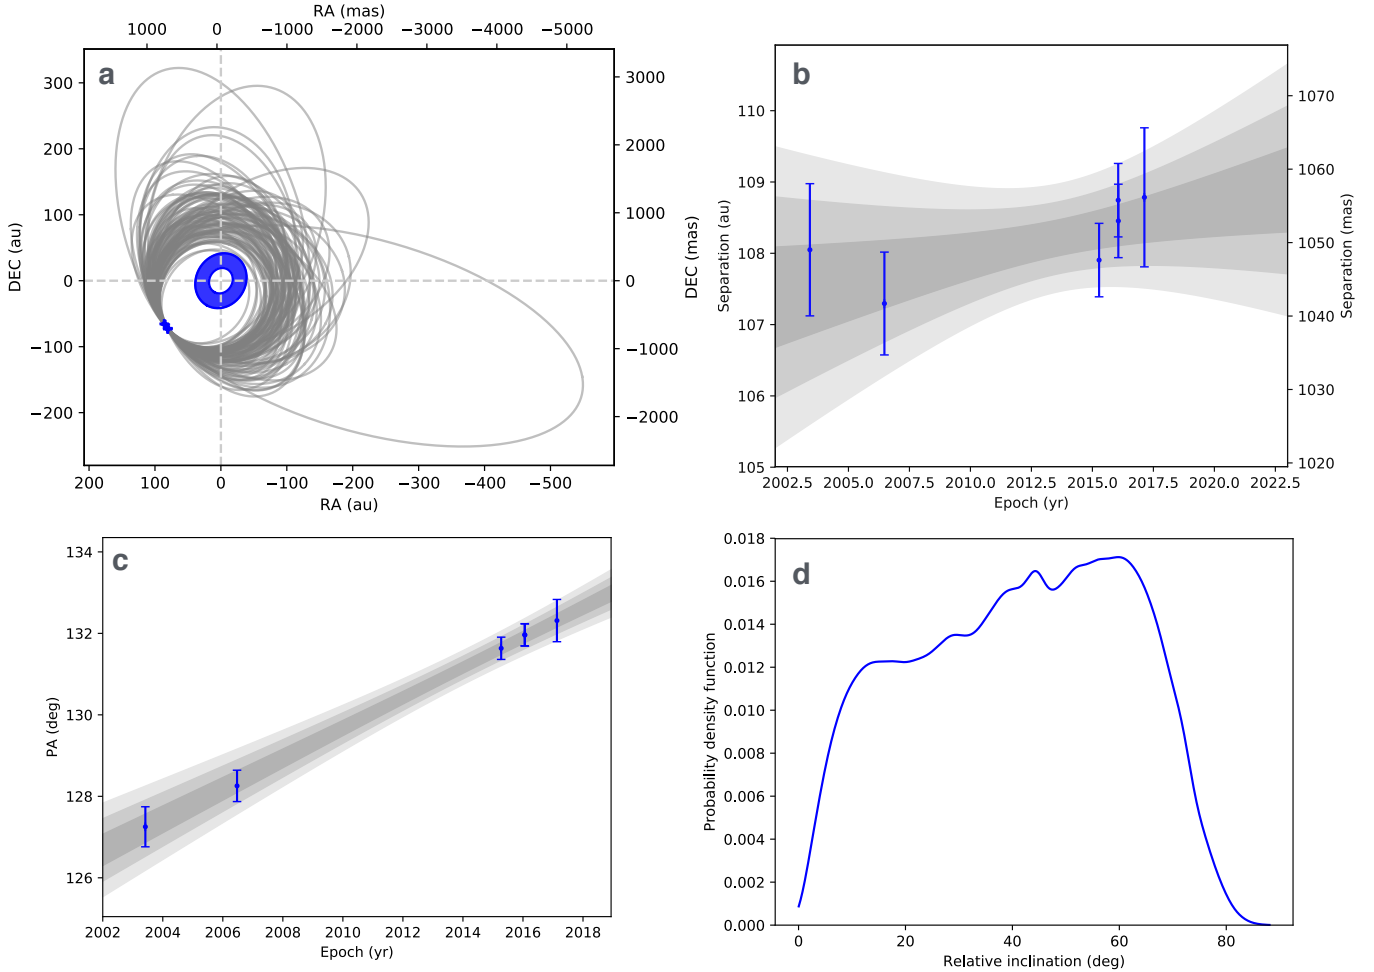 RA (mas)
1000 0 −1000 −2000 −3000 −4000 −5000
a
300
200
100
0
−100
−200
DEC (au)
3000
2000
1000
0
−1000
−2000
DEC (mas)
200 100 0 −100 −200 −300 −400 −500
RA (au)
b
110
109
108
107
106
105
Separation (au)
1070
1060
1050
1040
1030
1020
Separation (mas)
2002.5 2005.0 2007.5 2010.0 2012.5 2015.0 2017.5 2020.0 2022.5
Epoch (yr)
c
134
132
130
128
126
PA (deg)
2002 2004 2006 2008 2010 2012 2014 2016 2018
Epoch (yr)
d
0.018
0.016
0.014
0.012
0.010
0.008
0.006
0.004
0.002
0.000
Probability density function
0 20 40 60 80
Relative inclination (deg)